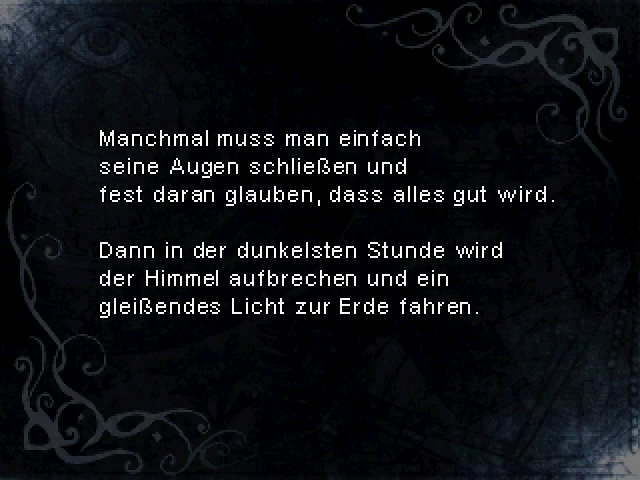 Manchmal muss man einfach
seine Augen schließen und
fest daran glauben, dass alles gut wird.
Dann in der dunkelsten Stunde wird
der Himmel aufbrechen und ein
gleißendes Licht zur Erde fahren.